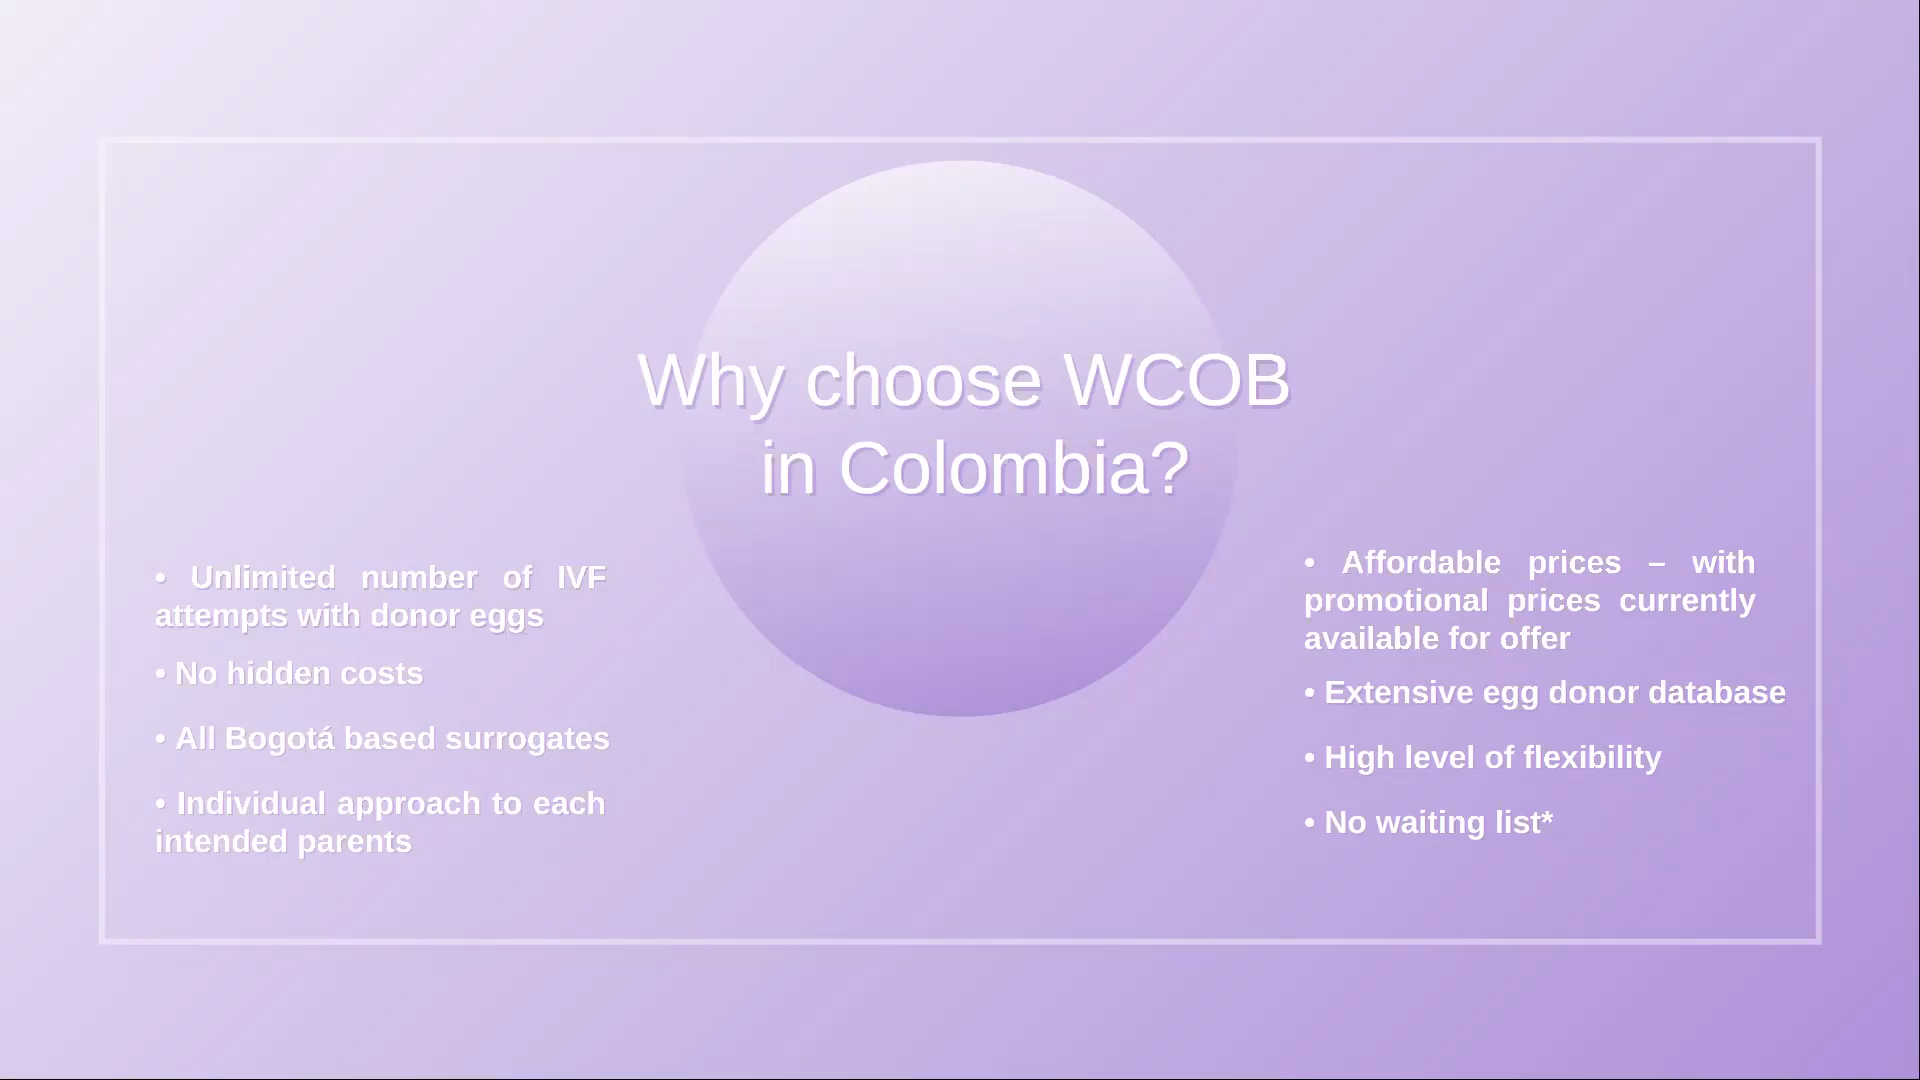 Why choose WCOB
in Colombia?
• Unlimited number of IVF
attempts with donor eggs
• No hidden costs
• All Bogotá based surrogates
• Individual approach to each
intended parents
• Affordable prices – with
promotional prices currently
available for offer
• Extensive egg donor database
• High level of flexibility
• No waiting list*